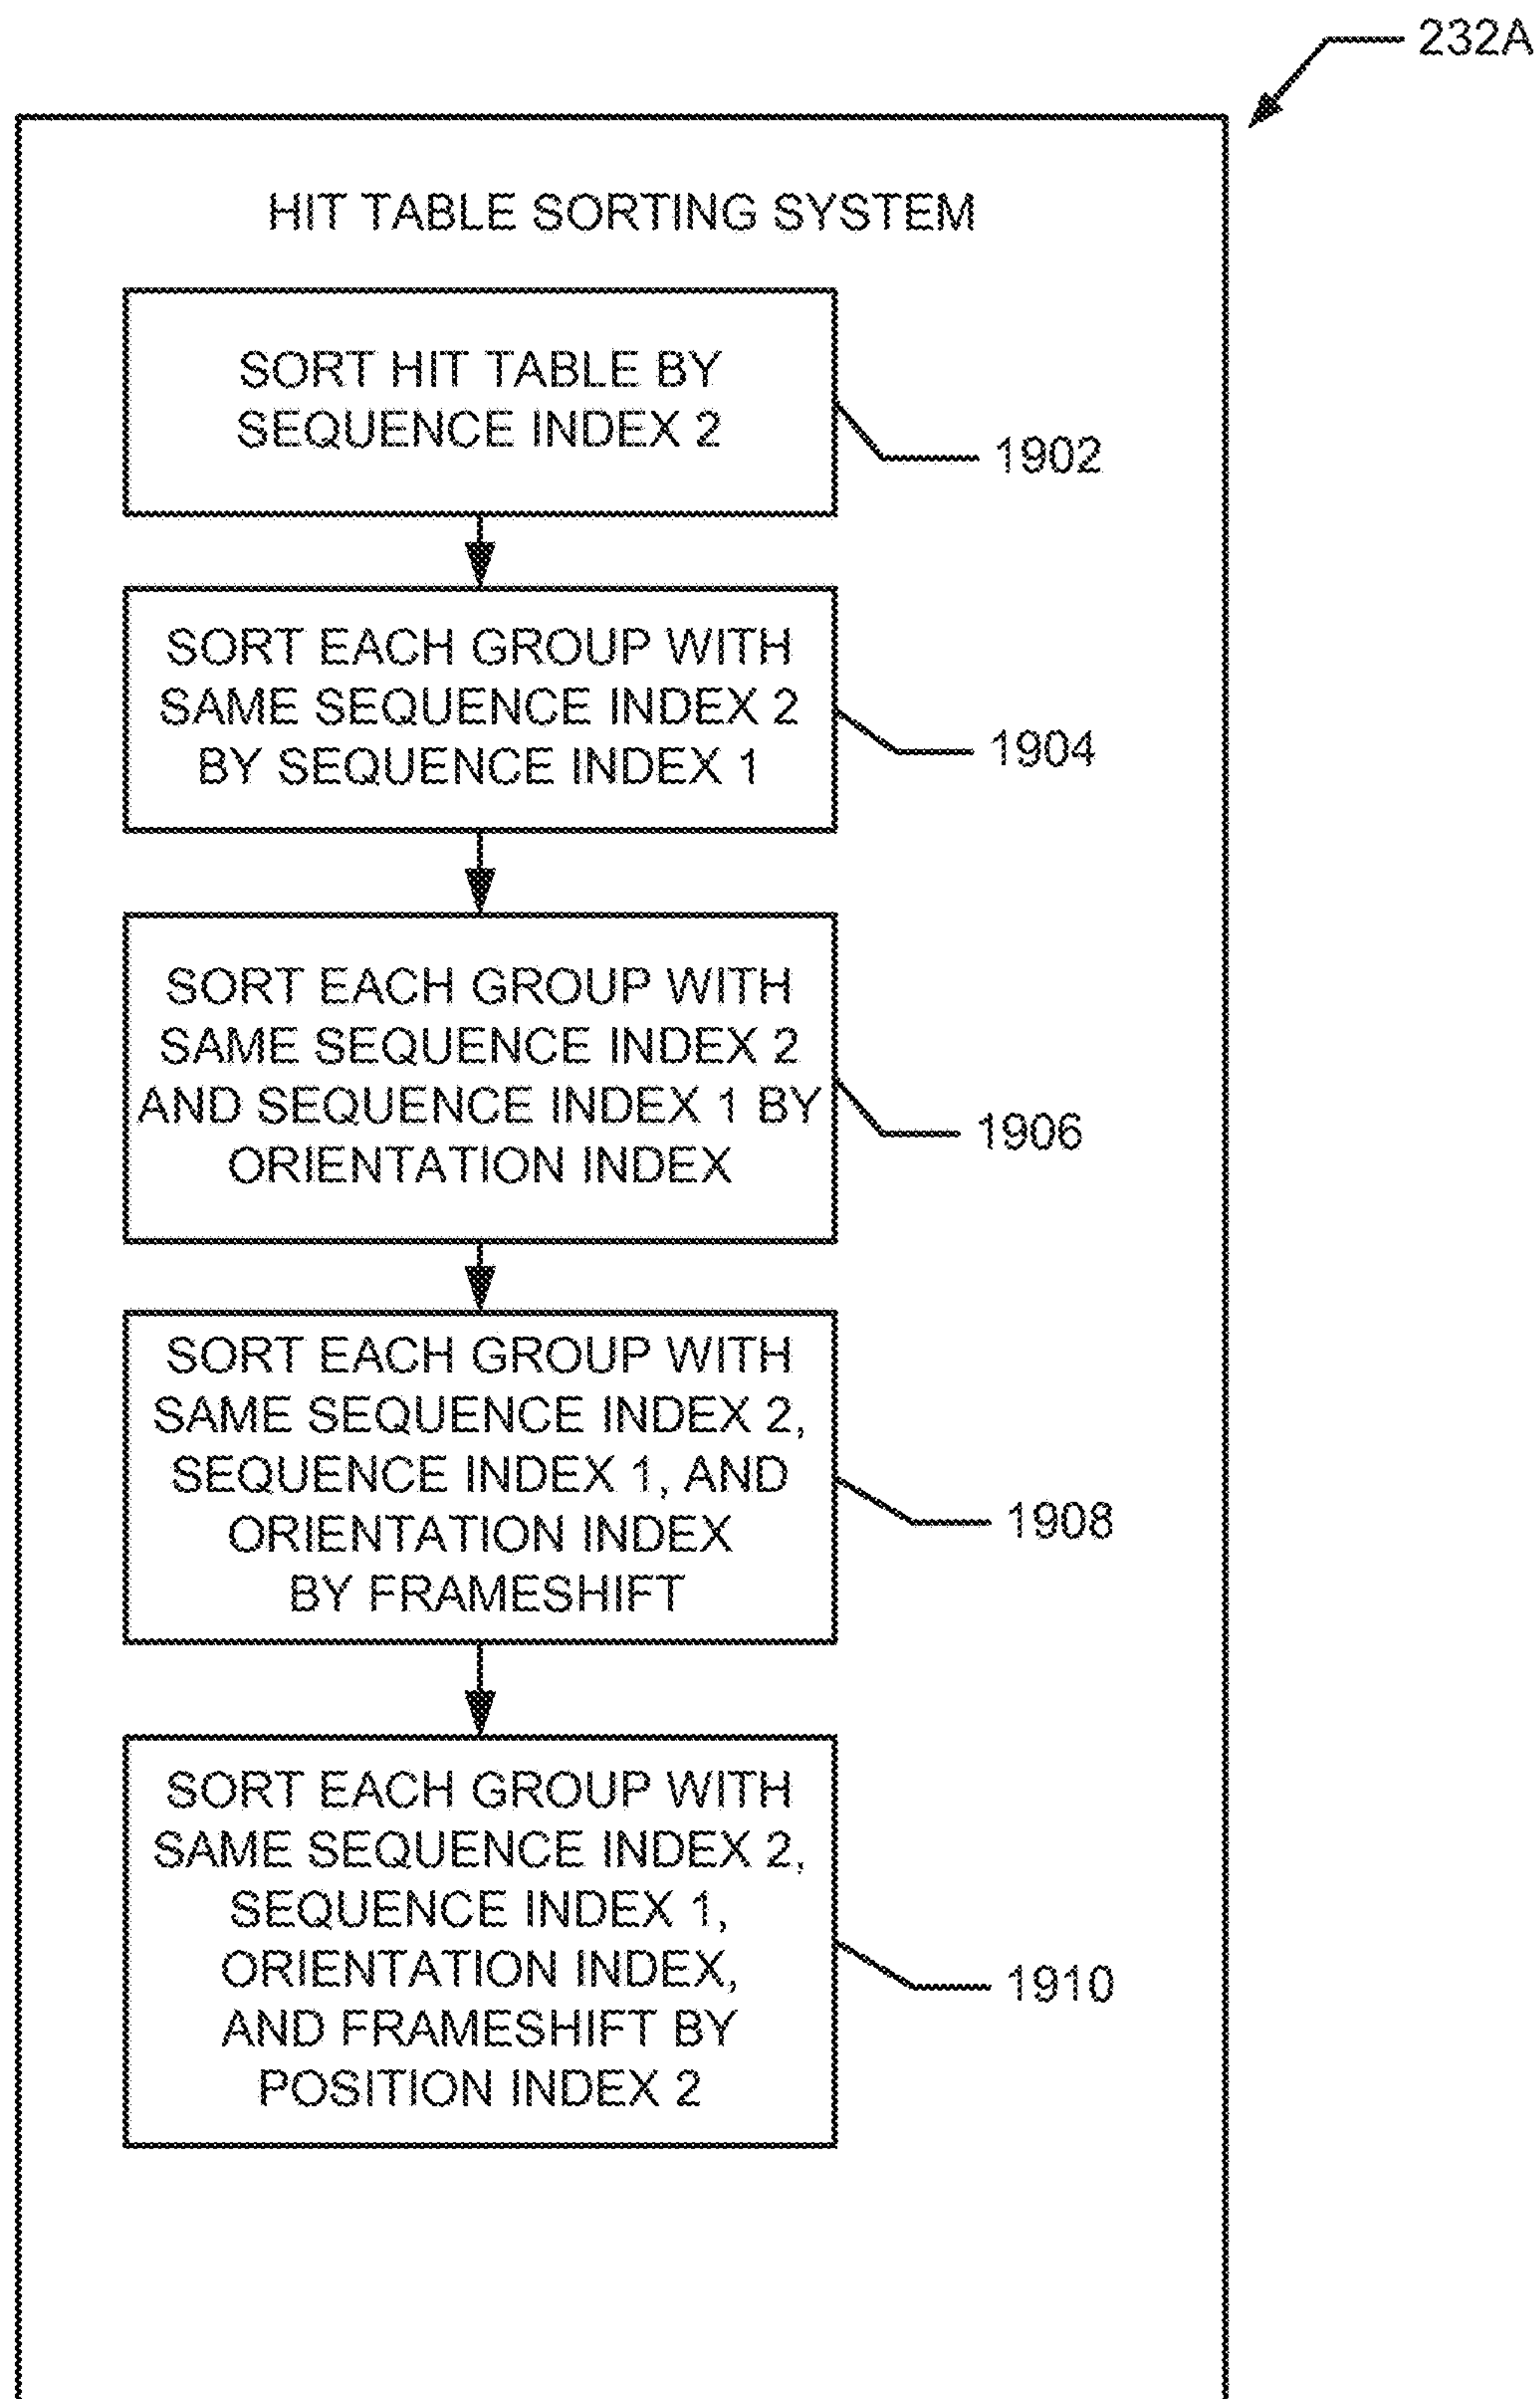 232A
HIT TABLE SORTING SYSTEM
SORT HIT TABLE BY
SEQUENCE INDEX 2
1902
SORT EACH GROUP WITH
SAME SEQUENCE INDEX 2
BY SEQUENCE INDEX 1
1904
SORT EACH GROUP WITH
SAME SEQUENCE INDEX 2
AND SEQUENCE INDEX 1 BY
ORIENTATION INDEX
1906
SORT EACH GROUP WITH
SAME SEQUENCE INDEX 2,
SEQUENCE INDEX 1, AND
ORIENTATION INDEX
BY FRAMESHIFT
1908
SORT EACH GROUP WITH
SAME SEQUENCE INDEX 2,
SEQUENCE INDEX 1,
ORIENTATION INDEX,
AND FRAMESHIFT BY
POSITION INDEX 2
1910